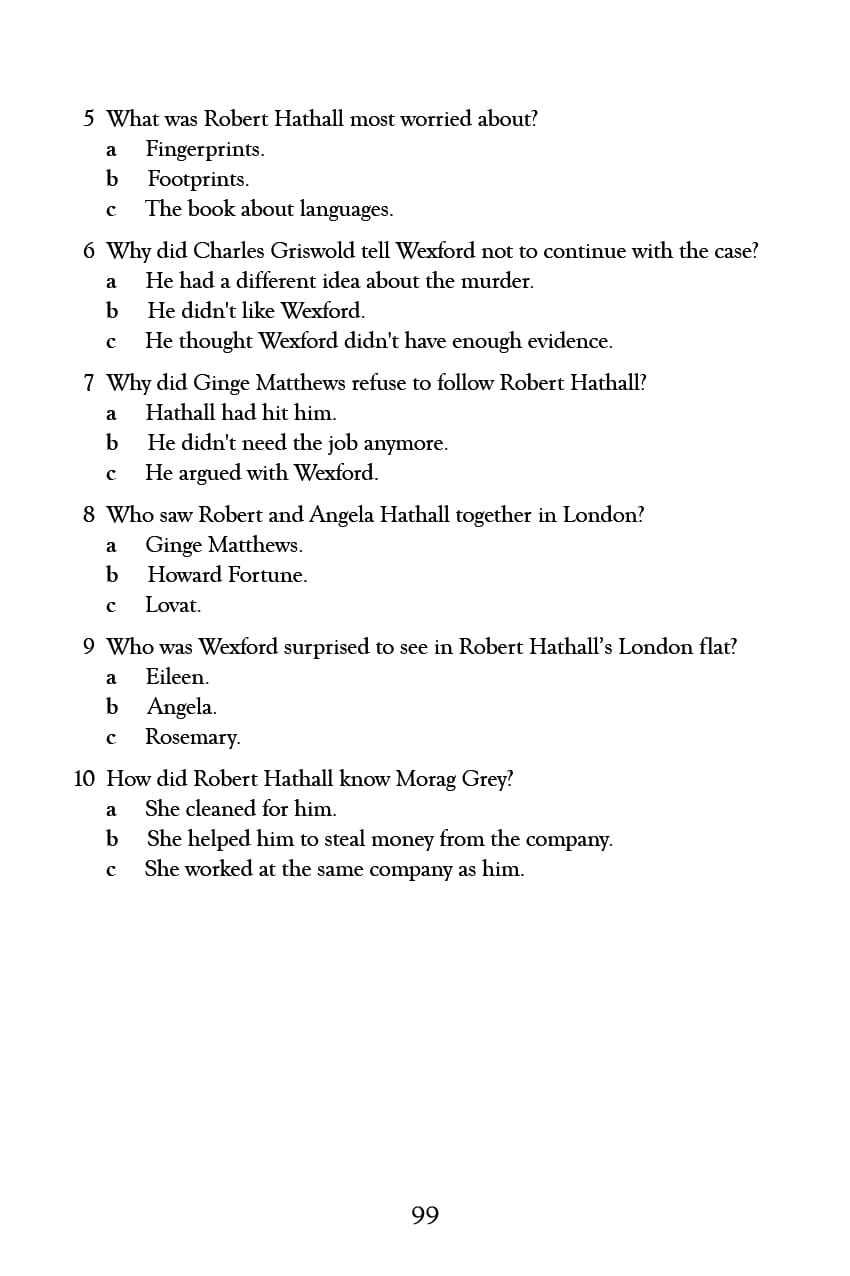 5 What was Robert Hathall most worried about?
a Fingerprints.
b Footprints.
c The book about languages.
6 Why did Charles Griswold tell Wexford not to continue with the case?
a He had a different idea about the murder.
b He didn't like Wexford.
c He thought Wexford didn't have enough evidence.
7 Why did Ginge Matthews refuse to follow Robert Hathall?
a Hathall had hit him.
b He didn't need the job anymore.
c He argued with Wexford.
8 Who saw Robert and Angela Hathall together in London?
a Ginge Matthews.
b Howard Fortune.
c Lovat.
9 Who was Wexford surprised to see in Robert Hathall’s London flat?
a Eileen.
b Angela.
c Rosemary.
10 How did Robert Hathall know Morag Grey?
a She cleaned for him.
b She helped him to steal money from the company.
c She worked at the same company as him.
99